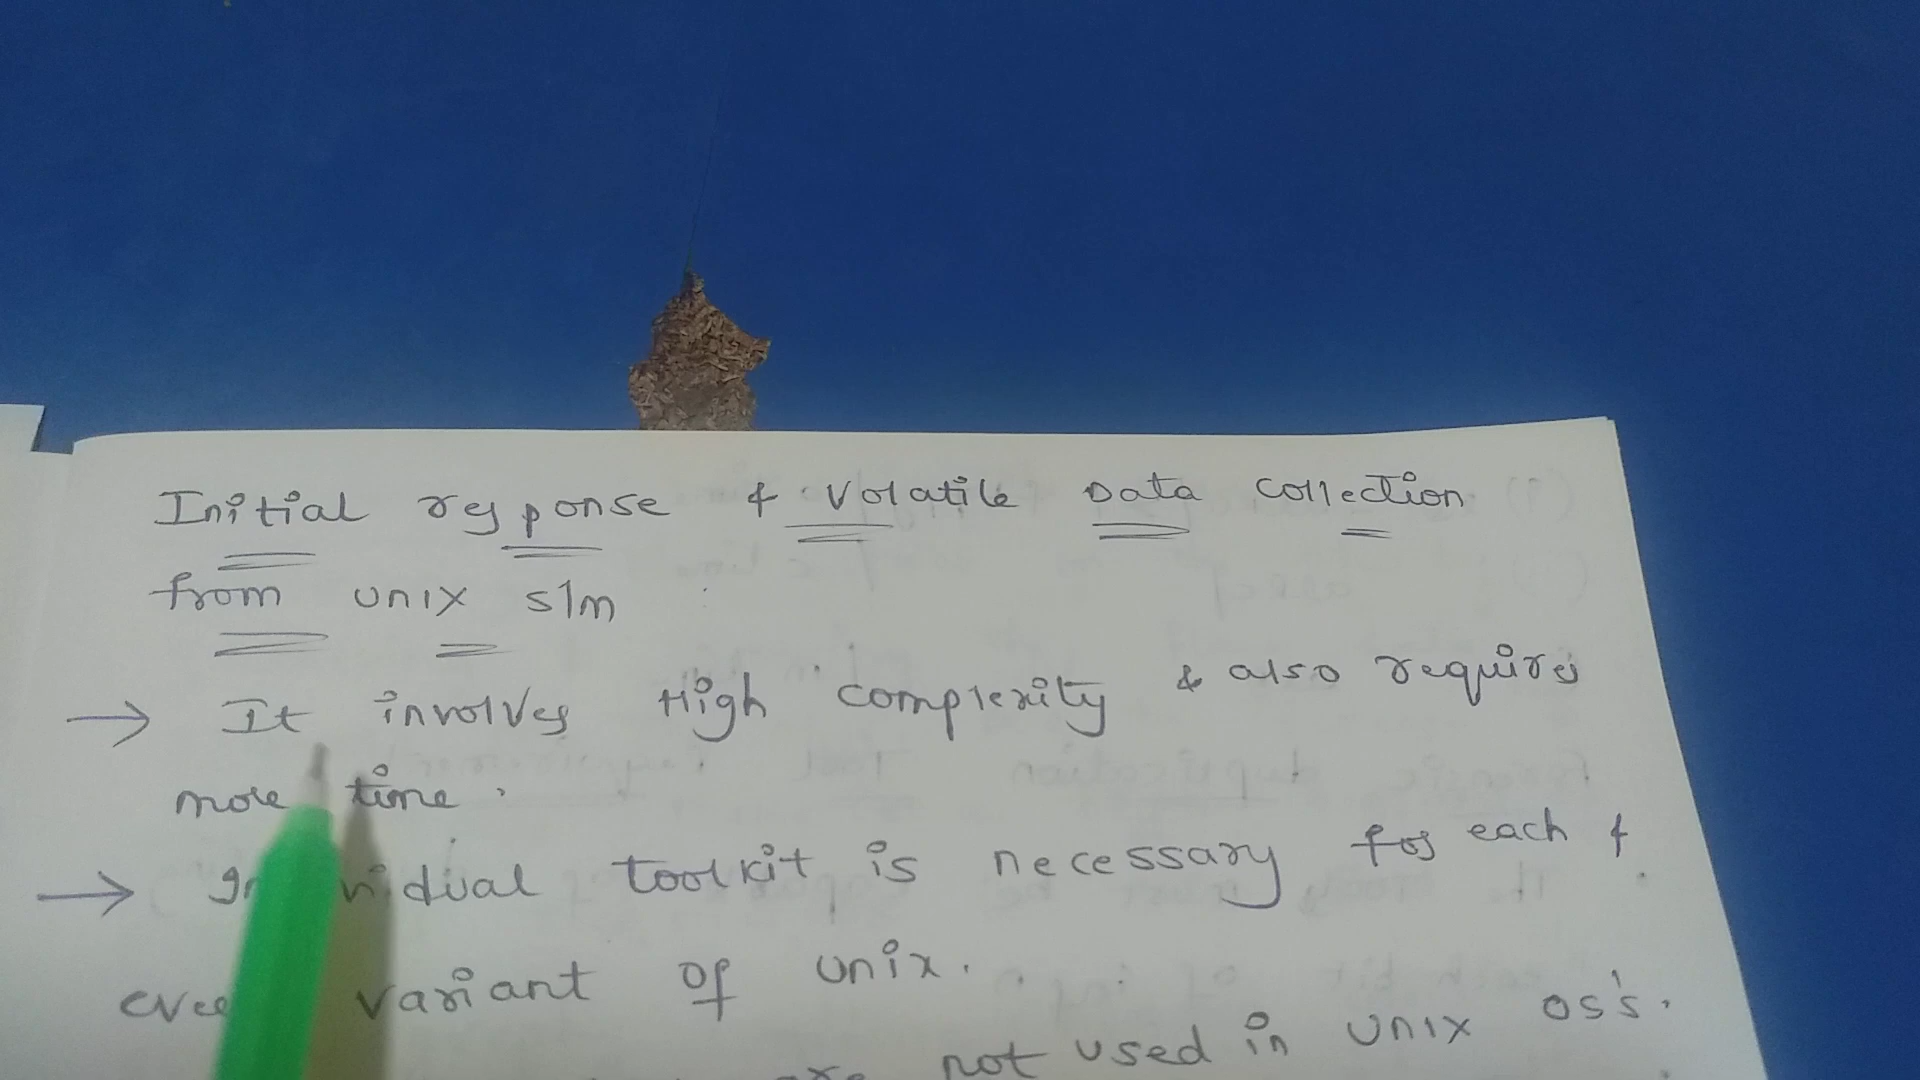 Initial response & Volatile Data Collection
from unix s/m
→ It involves High complexity & also requires
more time.
→ toolkit is necessary for each &
variant of unix.
not used in unix os's.